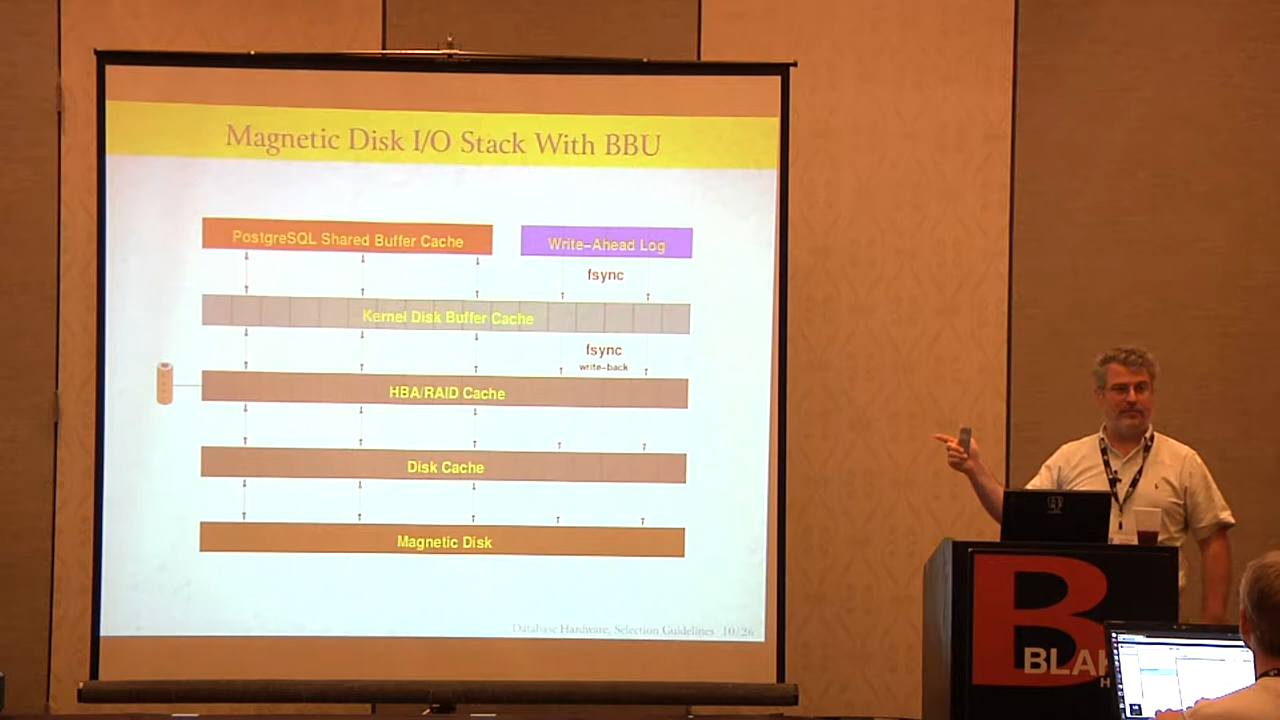 Magnetic Disk I/O Stack With BBU
PostgreSQL Shared Buffer Cache
Write-Ahead Log
fsync
Kernel Disk Buffer Cache
fsync
write-back
HBA/RAID Cache
Disk Cache
Magnetic Disk
Database Hardware, Selection Guidelines 10/26
B
BLAK
H